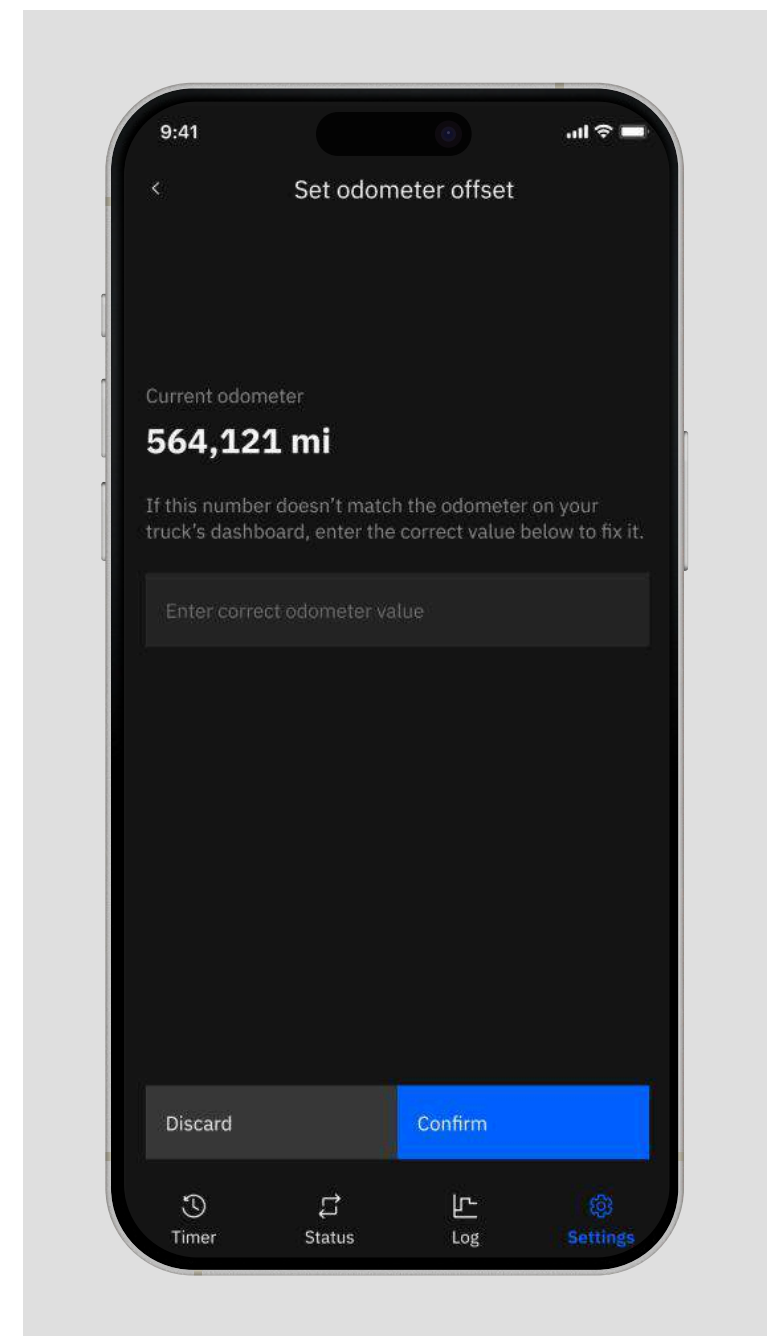 9:41
Set odometer offset
Current odometer
564,121 mi
If this number doesn’t match the odometer on your
truck’s dashboard, enter the correct value below to fix it.
Enter correct odometer value
Discard Confirm
Timer Status Log Settings